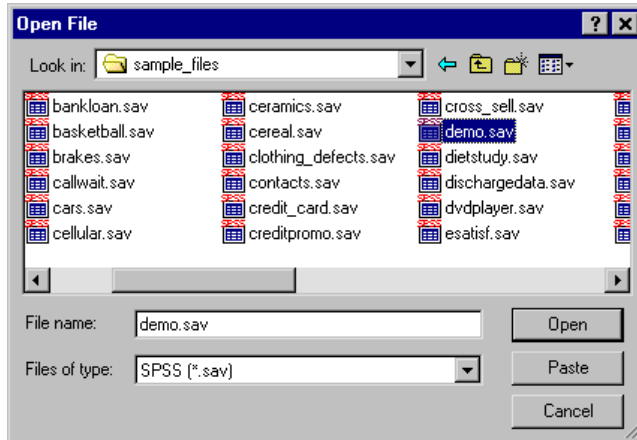 Open File
Look in: sample_files
bankloan.sav
basketball.sav
brakes.sav
callwait.sav
cars.sav
cellular.sav
ceramics.sav
cereal.sav
clothing_defects.sav
contacts.sav
credit_card.sav
creditpromo.sav
cross_sell.sav
demo.sav
dietstudy.sav
dischargedata.sav
dvdplayer.sav
esatisf.sav
File name: demo.sav Open
Files of type: SPSS (*.sav) Paste
Cancel